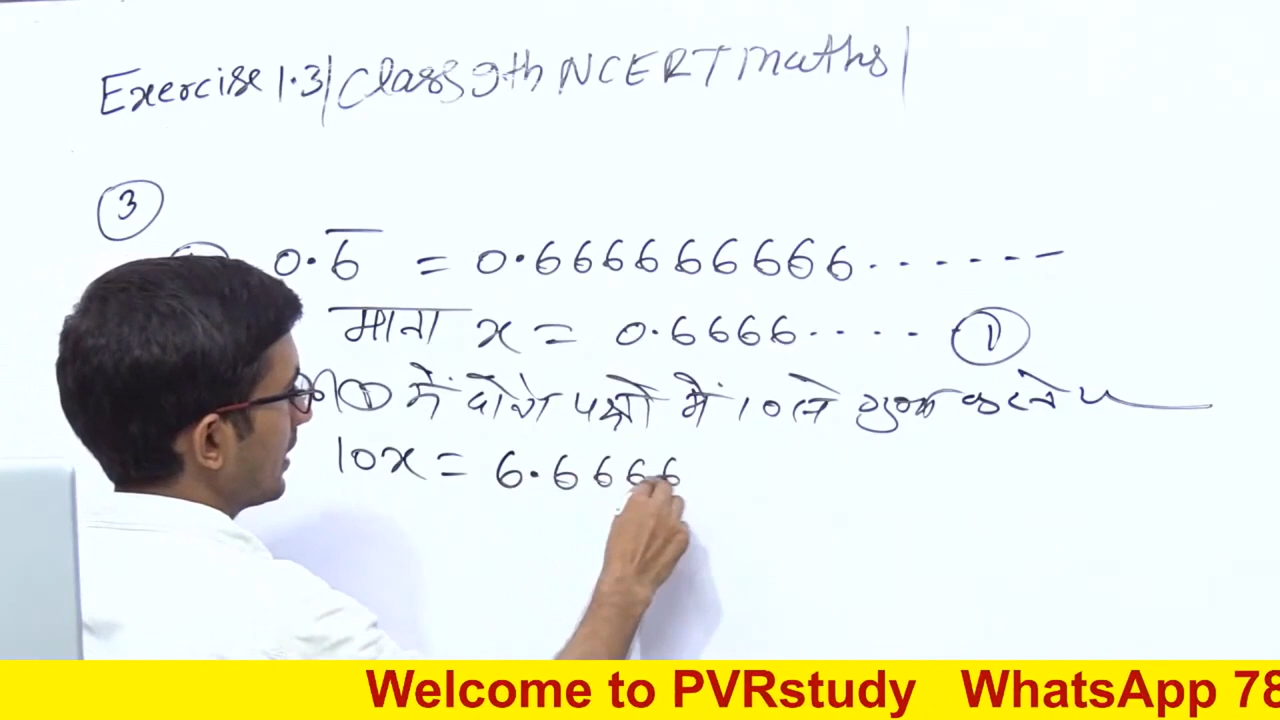 Exercise 1.3| Class 9th NCERT Maths |
3
0.6̅ = 0.666666666.......
माना x = 0.6666.... ①
① में दोनो पक्षो में 10 से गुणा करने प
10x = 6.6666
Welcome to PVRstudy WhatsApp 78